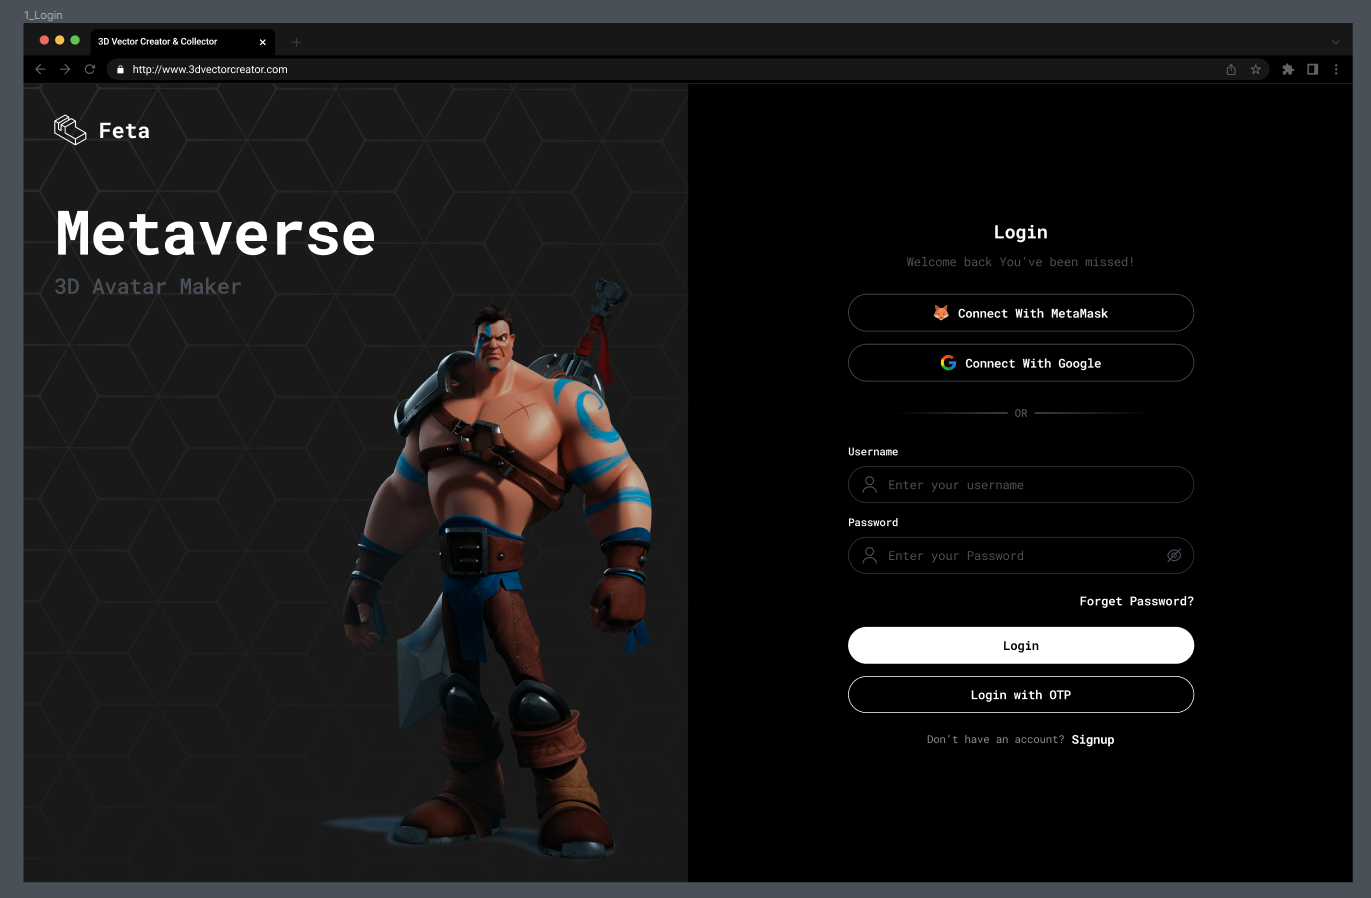 1_Login
3D Vector Creator & Collector
http://www.3dvectorcreator.com
Feta
Metaverse
3D Avatar Maker
Login
Welcome back You've been missed!
Connect With MetaMask
Connect With Google
OR
Username
Enter your username
Password
Enter your Password
Forget Password?
Login
Login with OTP
Don't have an account? Signup